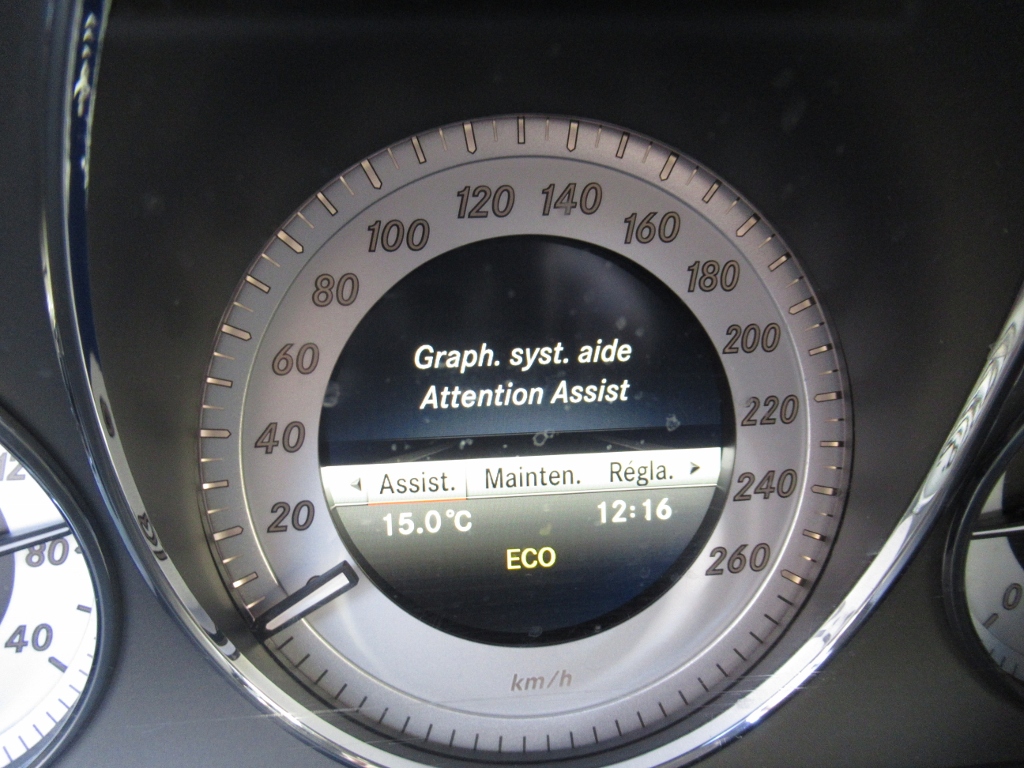 120 140
100 160
80 180
60 200
40 220
20 240
260
Graph. syst. aide
Attention Assist
Assist. Mainten. Régla.
15.0°C 12:16
ECO
km/h
80
40
0